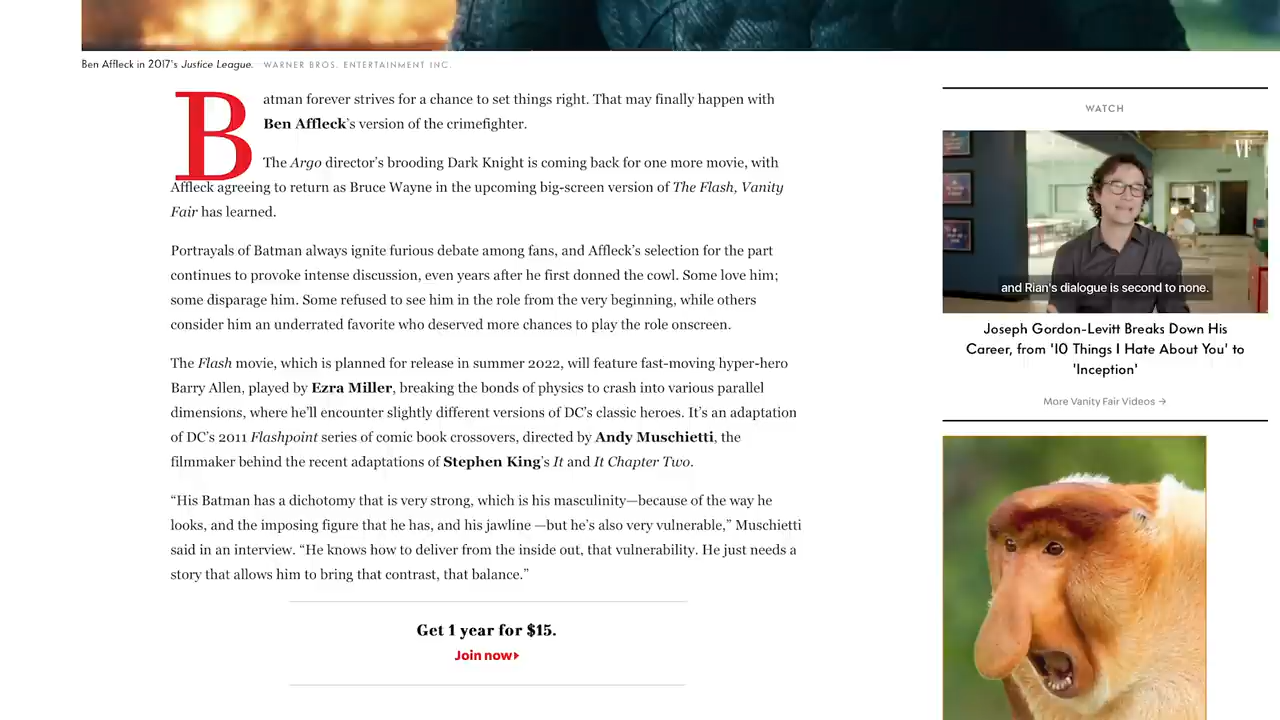 Ben Affleck in 2017's Justice League. WARNER BROS. ENTERTAINMENT INC.
Batman forever strives for a chance to set things right. That may finally happen with
Ben Affleck's version of the crimefighter.
The Argo director's brooding Dark Knight is coming back for one more movie, with
Affleck agreeing to return as Bruce Wayne in the upcoming big-screen version of The Flash, Vanity
Fair has learned.
Portrayals of Batman always ignite furious debate among fans, and Affleck's selection for the part
continues to provoke intense discussion, even years after he first donned the cowl. Some love him;
some disparage him. Some refused to see him in the role from the very beginning, while others
consider him an underrated favorite who deserved more chances to play the role onscreen.
The Flash movie, which is planned for release in summer 2022, will feature fast-moving hyper-hero
Barry Allen, played by Ezra Miller, breaking the bonds of physics to crash into various parallel
dimensions, where he'll encounter slightly different versions of DC's classic heroes. It's an adaptation
of DC's 2011 Flashpoint series of comic book crossovers, directed by Andy Muschietti, the
filmmaker behind the recent adaptations of Stephen King's It and It Chapter Two.
“His Batman has a dichotomy that is very strong, which is his masculinity—because of the way he
looks, and the imposing figure that he has, and his jawline —but he's also very vulnerable,” Muschietti
said in an interview. “He knows how to deliver from the inside out, that vulnerability. He just needs a
story that allows him to bring that contrast, that balance.”
Get 1 year for $15.
Join now
WATCH
VF
and Rian's dialogue is second to none.
Joseph Gordon-Levitt Breaks Down His
Career, from '10 Things I Hate About You' to
'Inception'
More Vanity Fair Videos →